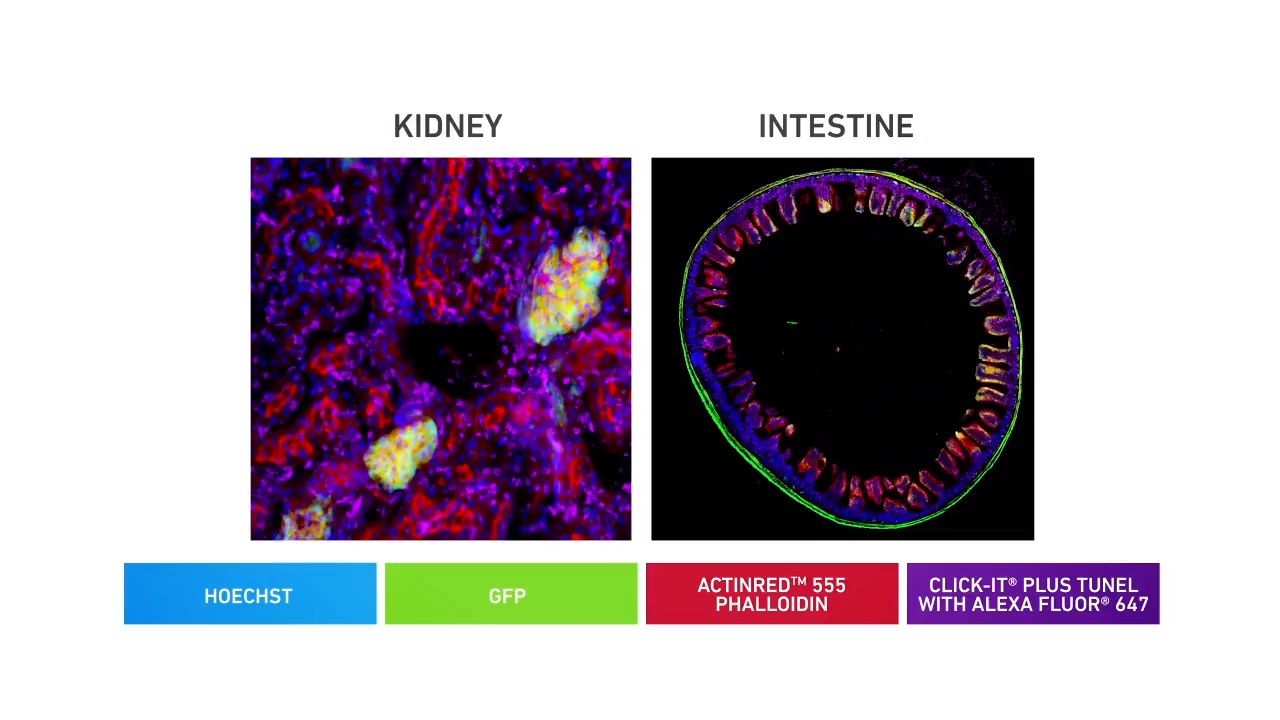 KIDNEY
INTESTINE
HOECHST
GFP
ACTINRED™ 555
PHALLOIDIN
CLICK-IT® PLUS TUNEL
WITH ALEXA FLUOR® 647